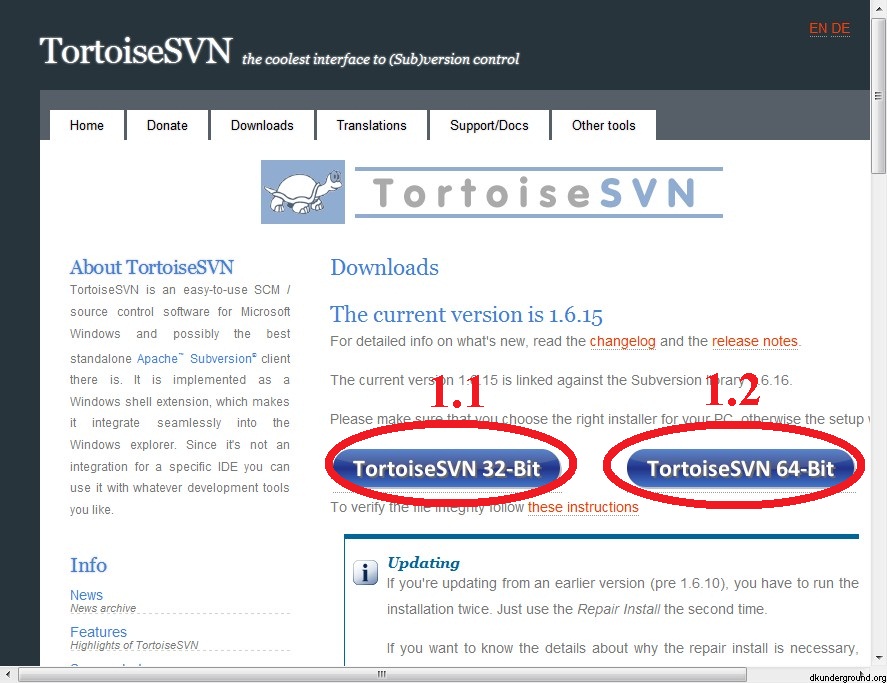 EN DE
TortoiseSVN the coolest interface to (Sub)version control
Home Donate Downloads Translations Support/Docs Other tools
TortoiseSVN
About TortoiseSVN
TortoiseSVN is an easy-to-use SCM /
source control software for Microsoft
Windows and possibly the best
standalone Apache™ Subversion® client
there is. It is implemented as a
Windows shell extension, which makes
it integrate seamlessly into the
Windows explorer. Since it's not an
integration for a specific IDE you can
use it with whatever development tools
you like.
Info
News
News archive
Features
Highlights of TortoiseSVN
Downloads
The current version is 1.6.15
For detailed info on what's new, read the changelog and the release notes.
The current version 1.6.15 is linked against the Subversion library 1.6.16.
1.1 1.2
Please make sure that you choose the right installer for your PC, otherwise the setup
TortoiseSVN 32-Bit TortoiseSVN 64-Bit
To verify the file integrity follow these instructions
Updating
If you're updating from an earlier version (pre 1.6.10), you have to run the
installation twice. Just use the Repair Install the second time.
If you want to know the details about why the repair install is necessary,
dkunderground.org